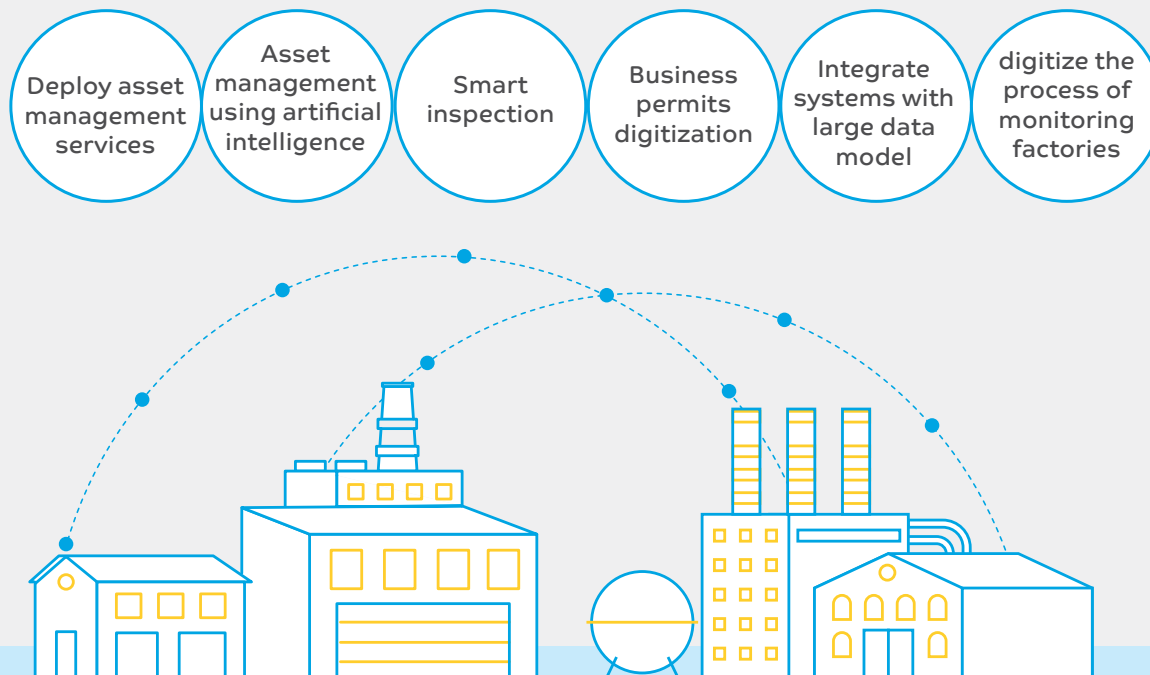 Deploy asset
management
services
Asset
management
using artificial
intelligence
Smart
inspection
Business
permits
digitization
Integrate
systems with
large data
model
digitize the
process of
monitoring
factories